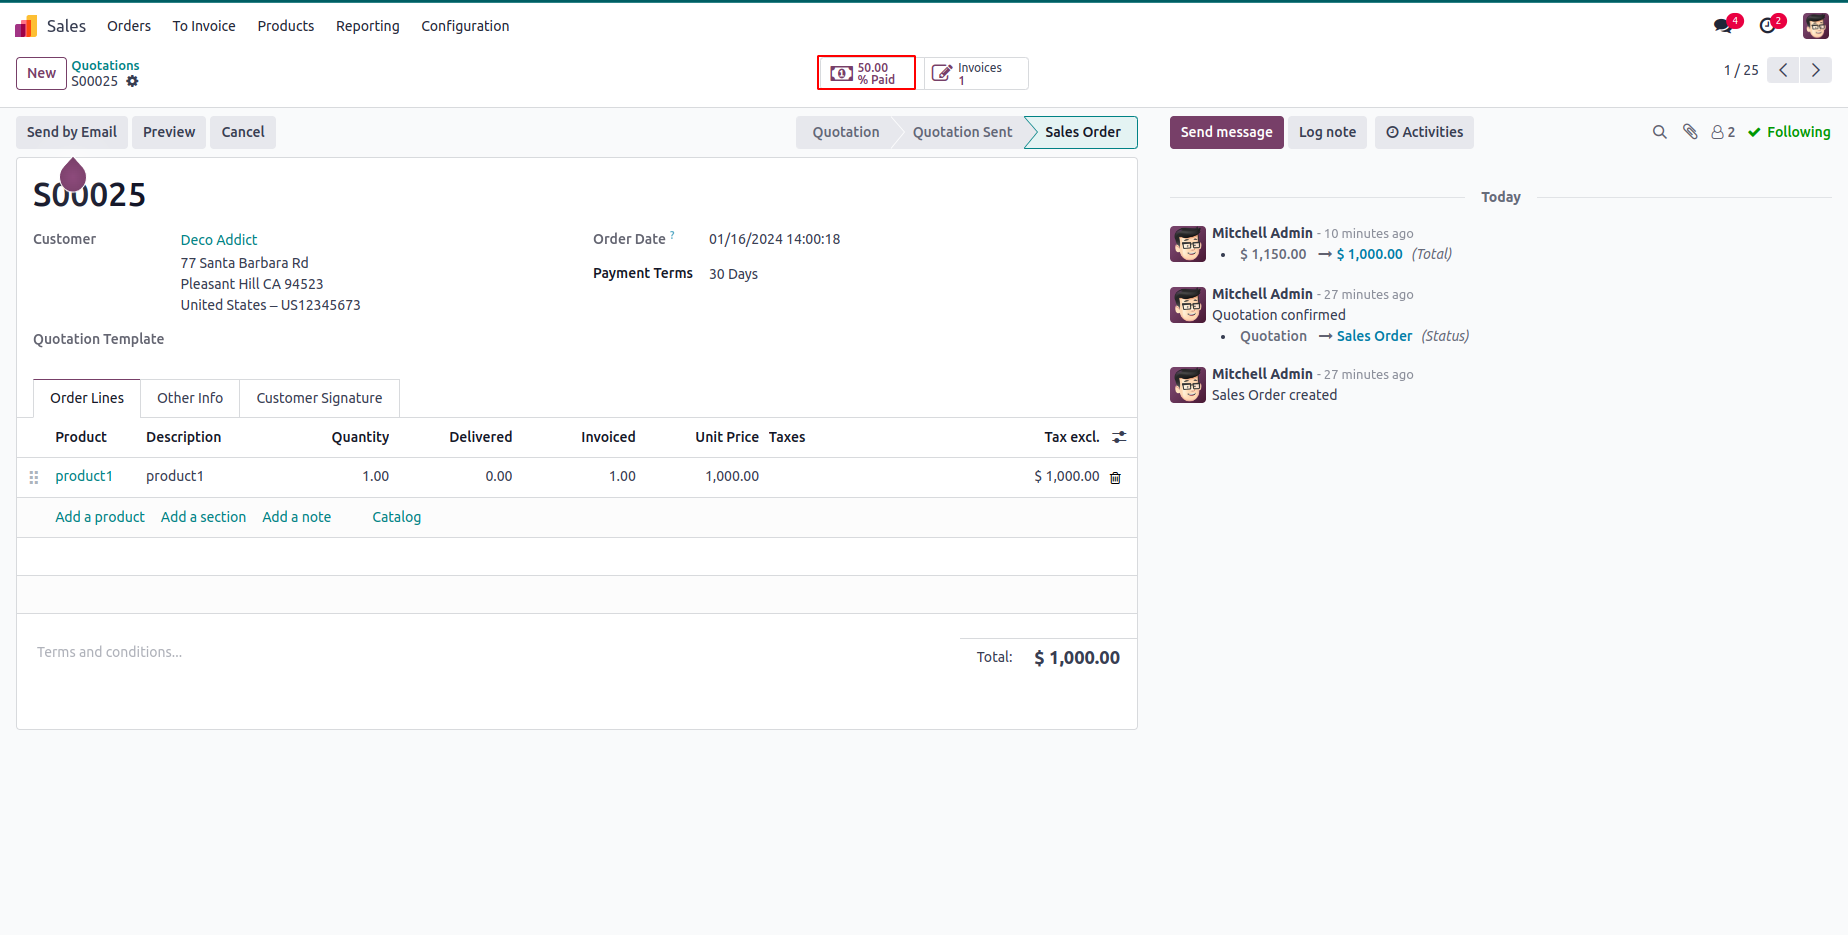 Sales Orders To Invoice Products Reporting Configuration 4 2
New Quotations
S00025
50.00
% Paid
Invoices
1
1 / 25
Send by Email Preview Cancel Quotation Quotation Sent Sales Order
Send message Log note Activities 2 Following
S00025
Customer Deco Addict
77 Santa Barbara Rd
Pleasant Hill CA 94523
United States – US12345673
Order Date ? 01/16/2024 14:00:18
Payment Terms 30 Days
Quotation Template
Order Lines Other Info Customer Signature
Product Description Quantity Delivered Invoiced Unit Price Taxes Tax excl.
product1 product1 1.00 0.00 1.00 1,000.00 $ 1,000.00
Add a product Add a section Add a note Catalog
Terms and conditions...
Total: $ 1,000.00
Today
Mitchell Admin - 10 minutes ago
• $ 1,150.00 → $ 1,000.00 (Total)
Mitchell Admin - 27 minutes ago
Quotation confirmed
• Quotation → Sales Order (Status)
Mitchell Admin - 27 minutes ago
Sales Order created